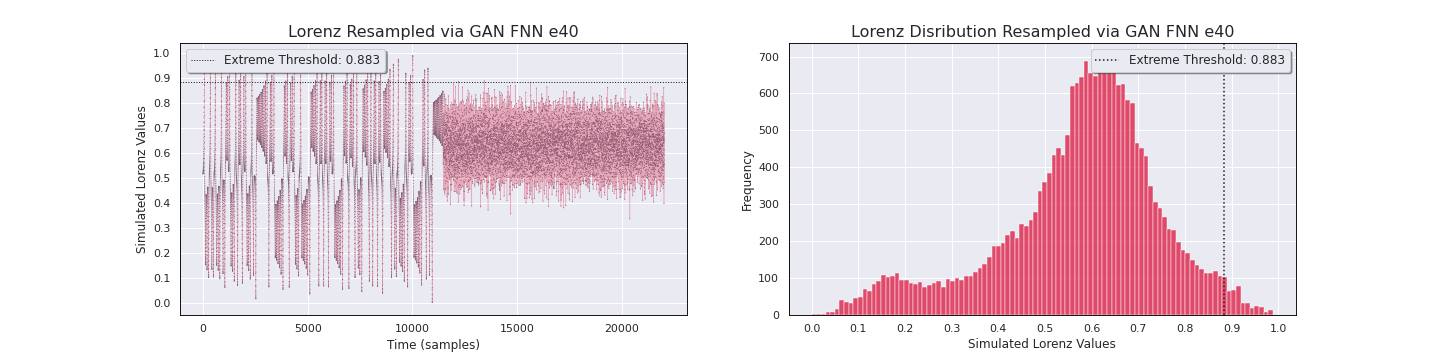 Lorenz Resampled via GAN FNN e40
Extreme Threshold: 0.883
Simulated Lorenz Values
1.0
0.9
0.8
0.7
0.6
0.5
0.4
0.3
0.2
0.1
0.0
0 5000 10000 15000 20000
Time (samples)
Lorenz Disribution Resampled via GAN FNN e40
Extreme Threshold: 0.883
Frequency
700
600
500
400
300
200
100
0
0.0 0.1 0.2 0.3 0.4 0.5 0.6 0.7 0.8 0.9 1.0
Simulated Lorenz Values